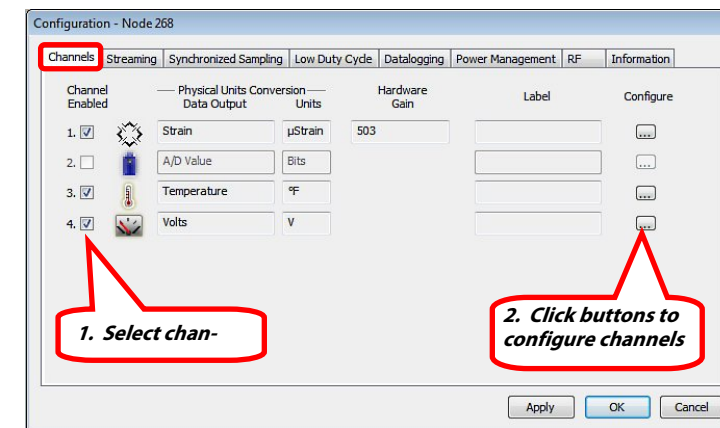 Configuration - Node 268
Channels Streaming Synchronized Sampling Low Duty Cycle Datalogging Power Management RF Information
Channel Enabled Physical Units Conversion Data Output Units Hardware Gain Label Configure
1. Strain µStrain 503 ...
2. A/D Value Bits ...
3. Temperature °F ...
4. Volts V ...
1. Select chan-
2. Click buttons to
configure channels
Apply OK Cancel